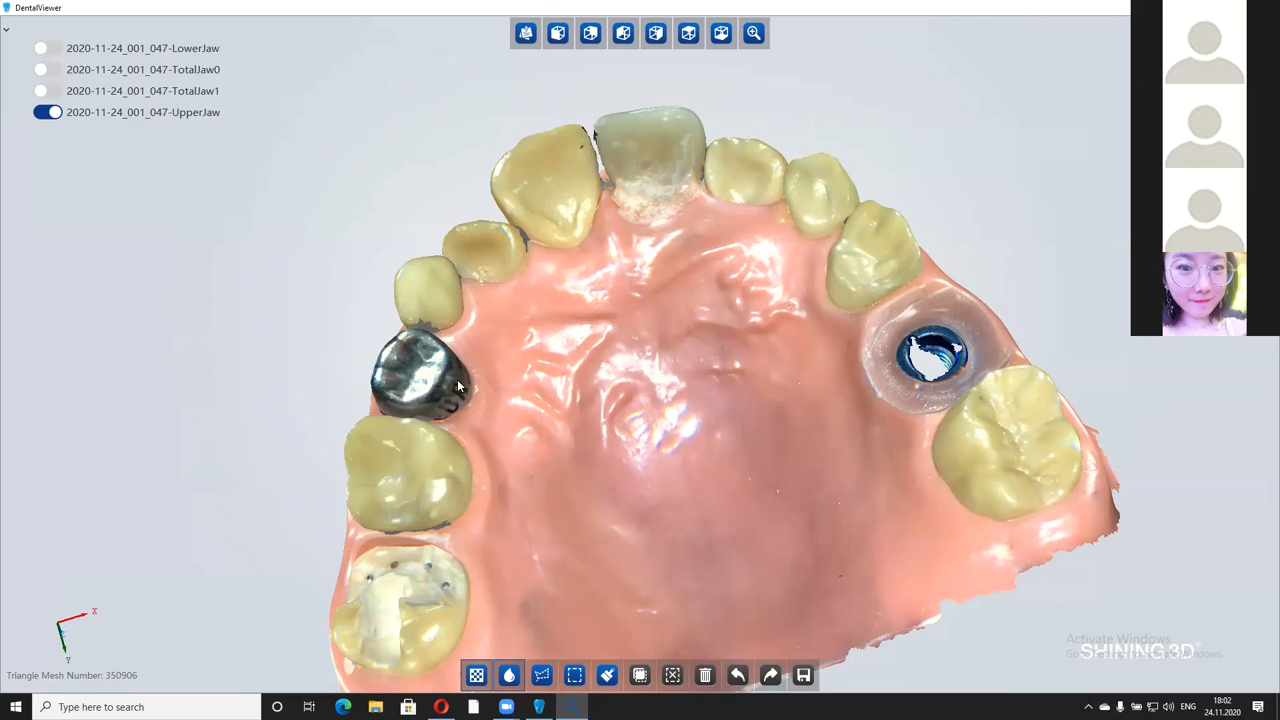 DentalViewer
2020-11-24_001_047-LowerJaw
2020-11-24_001_047-TotalJaw0
2020-11-24_001_047-TotalJaw1
2020-11-24_001_047-UpperJaw
X
Y
Triangle Mesh Number: 350906
Activate Windows
SHINING 3D
Type here to search
ENG
18:02
24.11.2020